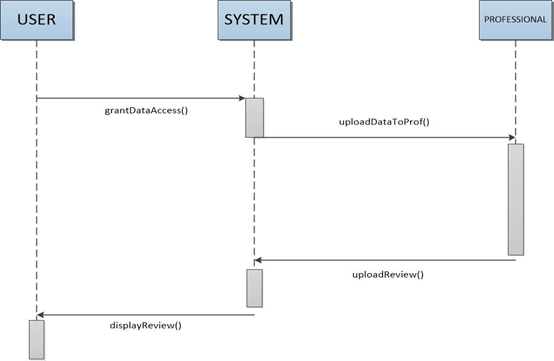 USER
SYSTEM
PROFESSIONAL
grantDataAccess()
uploadDataToProf()
uploadReview()
displayReview()